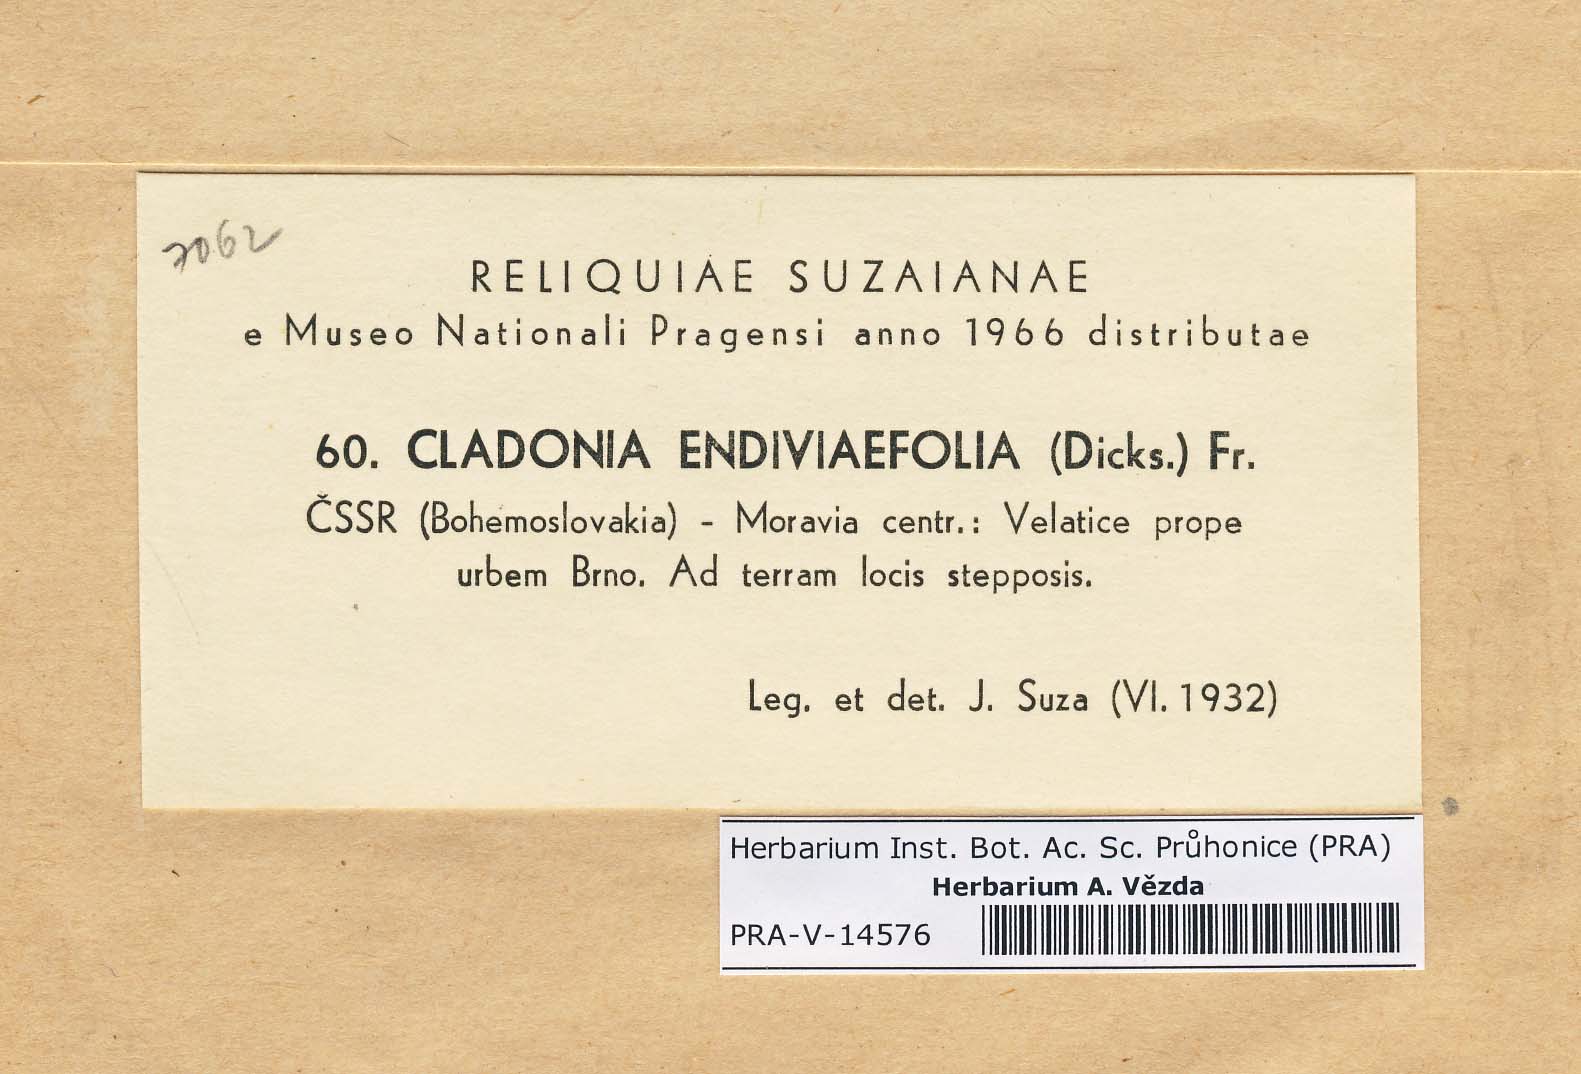 7062
RELIQUIAE SUZAIANAE
e Museo Nationali Pragensi anno 1966 distributae
60. CLADONIA ENDIVIAEFOLIA (Dicks.) Fr.
ČSSR (Bohemoslovakia) - Moravia centr.: Velatice prope
urbem Brno. Ad terram locis stepposis.
Leg. et det. J. Suza (VI. 1932)
Herbarium Inst. Bot. Ac. Sc. Průhonice (PRA)
Herbarium A. Vězda
PRA-V-14576